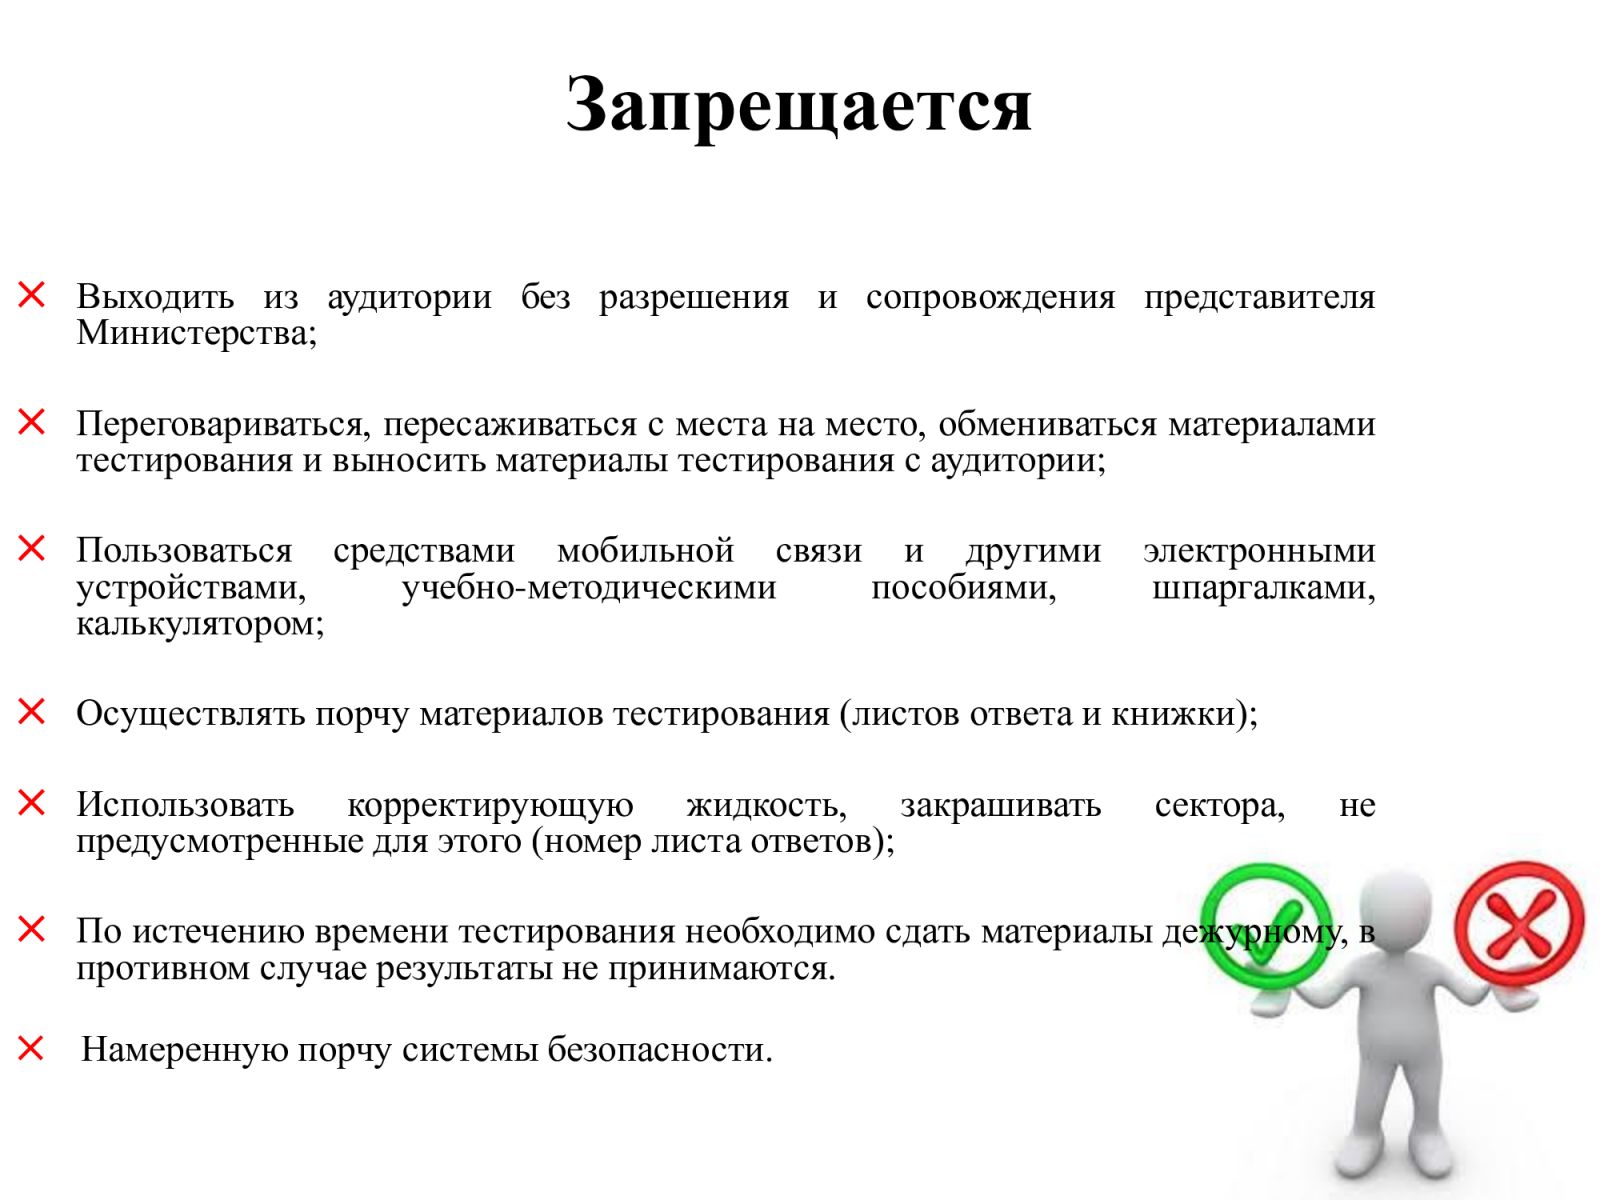 Запрещается
Выходить из аудитории без разрешения и сопровождения представителя
Министерства;
Переговариваться, пересаживаться с места на место, обмениваться материалами
тестирования и выносить материалы тестирования с аудитории;
Пользоваться средствами мобильной связи и другими электронными
устройствами, учебно-методическими пособиями, шпаргалками,
калькулятором;
Осуществлять порчу материалов тестирования (листов ответа и книжки);
Использовать корректирующую жидкость, закрашивать сектора, не
предусмотренные для этого (номер листа ответов);
По истечению времени тестирования необходимо сдать материалы дежурному, в
противном случае результаты не принимаются.
Намеренную порчу системы безопасности.